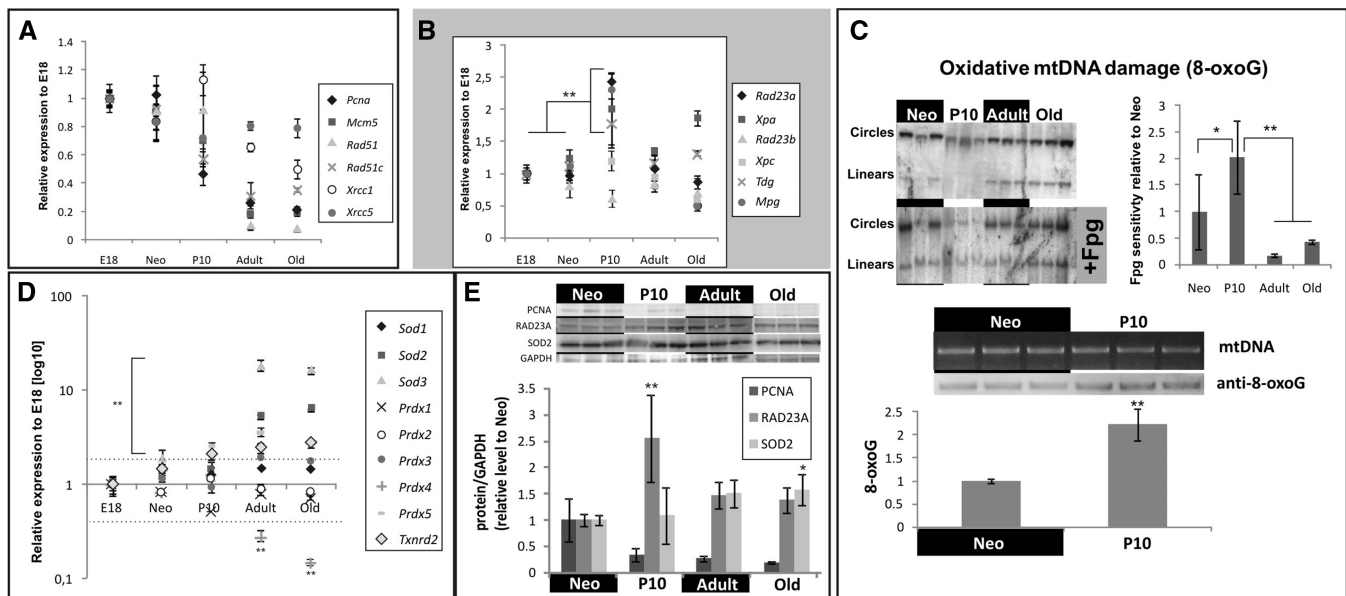 A
Relative expression to E18
1.4
1.2
1
0.8
0.6
0.4
0.2
0
E18 Neo P10 Adult Old
Pcna
Mcm5
Rad51
Rad51c
Xrcc1
Xrcc5
B
Relative expression to E18
3
2,5
2
1,5
1
0,5
0
**
E18 Neo P10 Adult Old
Rad23a
Xpa
Rad23b
Xpc
Tdg
Mpg
C
Oxidative mtDNA damage (8-oxoG)
Neo P10 Adult Old
Circles
Linears
Circles
Linears
+Fpg
Fpg sensitivty relative to Neo
3
2.5
2
1.5
1
0.5
0
* **
Neo P10 Adult Old
Neo P10
mtDNA
anti-8-oxoG
8-oxoG
2.5
2
1.5
1
0.5
0
**
Neo P10
D
Relative expression to E18 [log10]
100
10
1
0,1
**
E18 Neo P10 Adult Old
**
**
Sod1
Sod2
Sod3
Prdx1
Prdx2
Prdx3
Prdx4
Prdx5
Txnrd2
E
Neo P10 Adult Old
PCNA
RAD23A
SOD2
GAPDH
protein/GAPDH
(relative level to Neo)
3.5
3
2.5
2
1.5
1
0.5
0
**
*
PCNA
RAD23A
SOD2
Neo P10 Adult Old